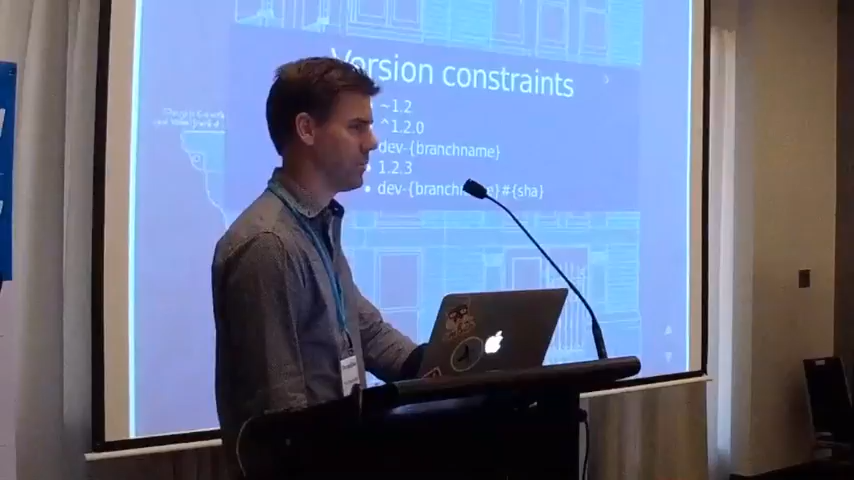 Version constraints
~1.2
^1.2.0
dev-{branchname}
1.2.3
dev-{branchname}#{sha}